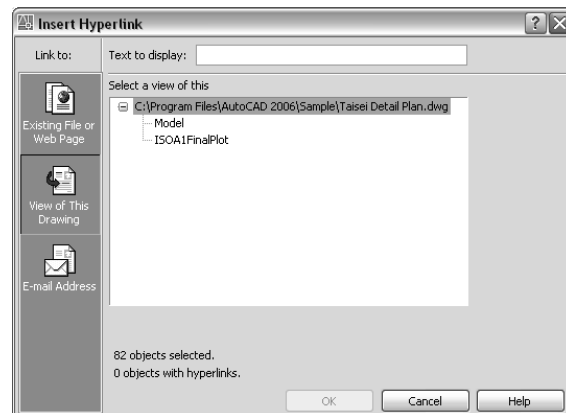 Insert Hyperlink
Link to:
Text to display:
Existing File or
Web Page
View of This
Drawing
E-mail Address
Select a view of this
C:\Program Files\AutoCAD 2006\Sample\Taisei Detail Plan.dwg
Model
ISOA1FinalPlot
82 objects selected.
0 objects with hyperlinks.
OK
Cancel
Help